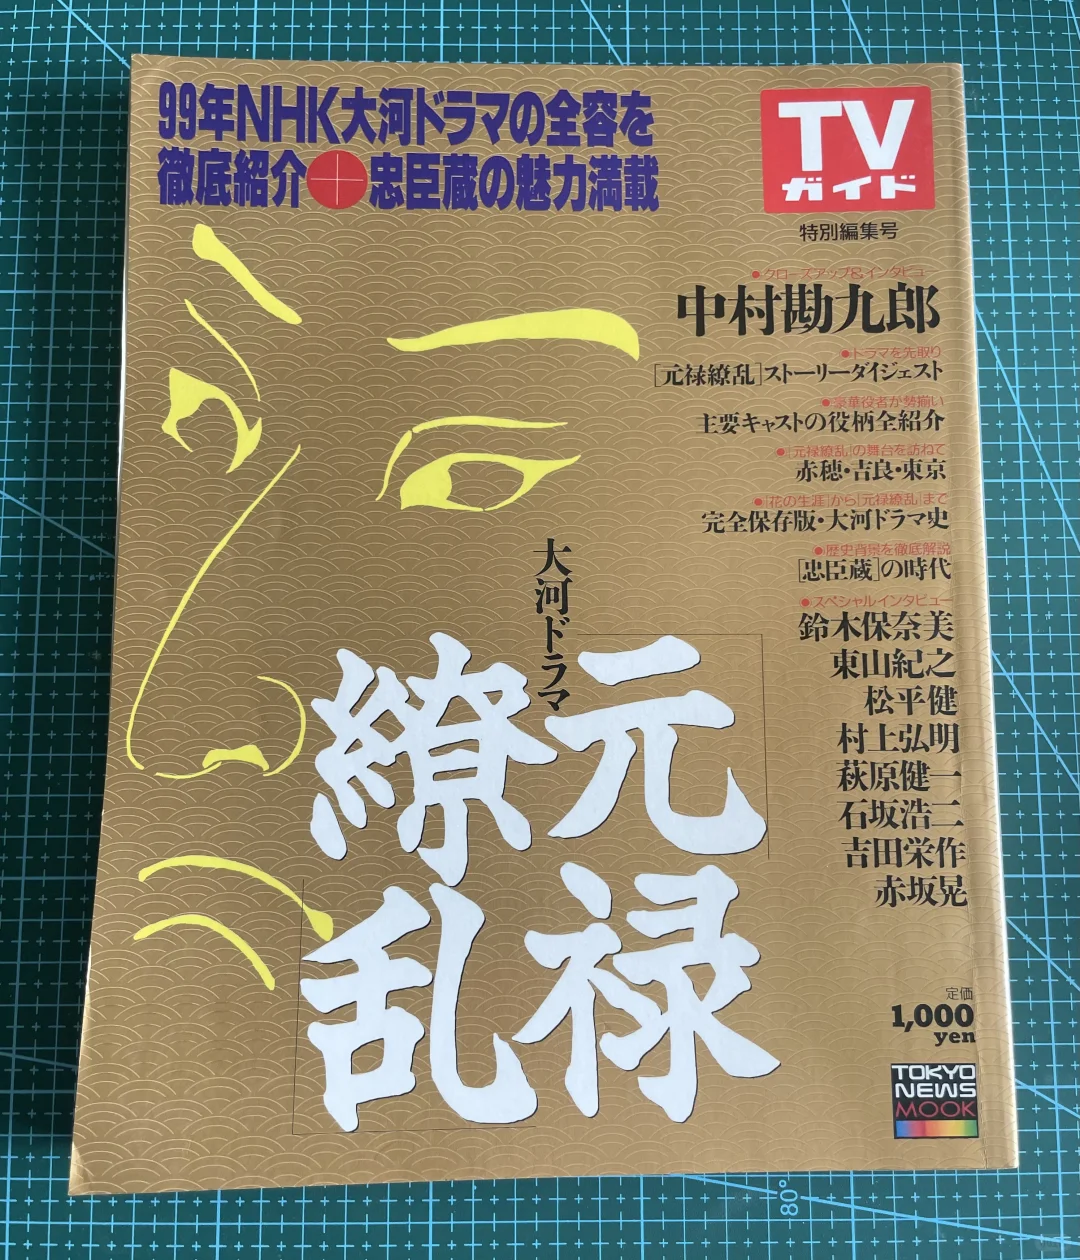 99年NHK大河ドラマの全容を
徹底紹介＋忠臣蔵の魅力満載
TV
ガイド
特別編集号
●クローズアップ&インタビュー
中村勘九郎
●ドラマを先取り
[元禄繚乱]ストーリーダイジェスト
●豪華役者が勢揃い
主要キャストの役柄全紹介
●[元禄繚乱]の舞台を訪ねて
赤穂・吉良・東京
●[花の生涯]から[元禄繚乱]まで
完全保存版・大河ドラマ史
●歴史背景を徹底解説
[忠臣蔵]の時代
●スペシャルインタビュー
鈴木保奈美
東山紀之
松平健
村上弘明
萩原健一
石坂浩二
吉田栄作
赤坂晃
大河ドラマ
元禄
繚乱
定価
1,000
yen
TOKYO
NEWS
MOOK
80°